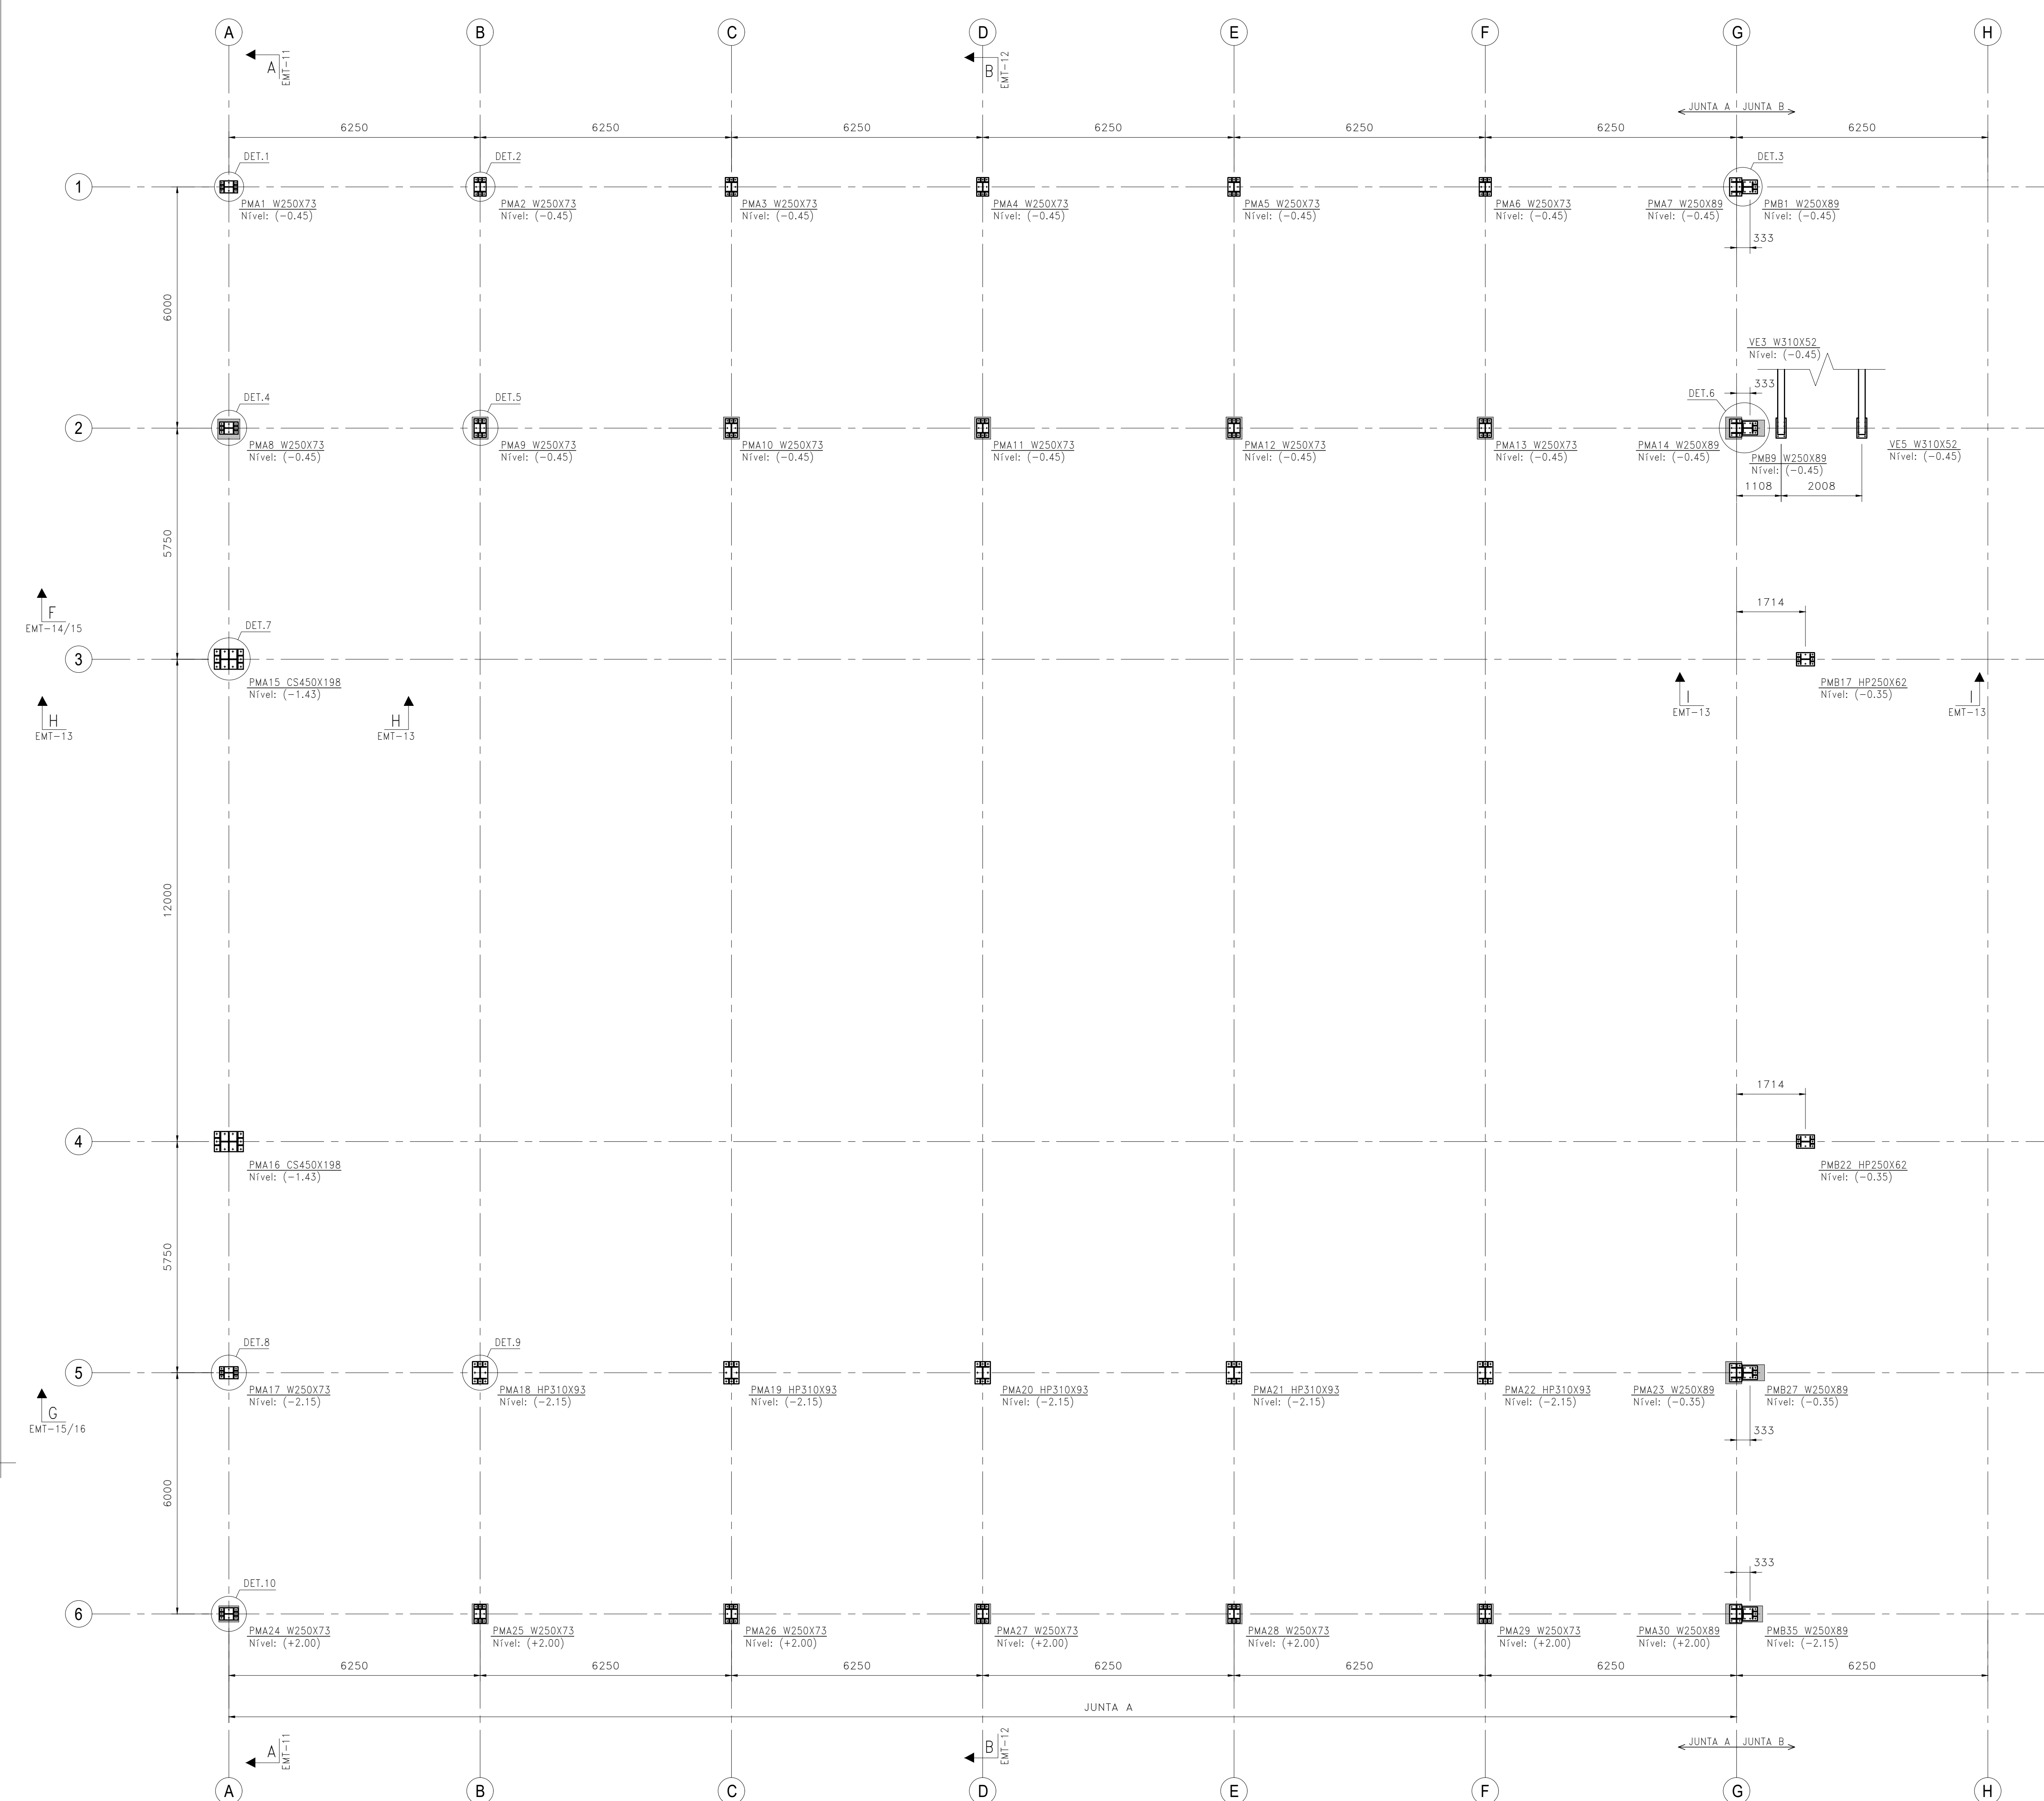 A B C D E F G H
A EMT-11
B EMT-12
JUNTA A JUNTA B
6250 6250 6250 6250 6250 6250 6250
DET.1 DET.2 DET.3
1
PMA1 W250X73 PMA2 W250X73 PMA3 W250X73 PMA4 W250X73 PMA5 W250X73 PMA6 W250X73 PMA7 W250X89 PMB1 W250X89
Nível: (-0.45) Nível: (-0.45) Nível: (-0.45) Nível: (-0.45) Nível: (-0.45) Nível: (-0.45) Nível: (-0.45) Nível: (-0.45)
333
6000
VE3 W310X52
Nível: (-0.45)
333
DET.4 DET.5 DET.6
2
PMA8 W250X73 PMA9 W250X73 PMA10 W250X73 PMA11 W250X73 PMA12 W250X73 PMA13 W250X73 PMA14 W250X89 VE5 W310X52
Nível: (-0.45) Nível: (-0.45) Nível: (-0.45) Nível: (-0.45) Nível: (-0.45) Nível: (-0.45) Nível: (-0.45) Nível: (-0.45)
PMB9 W250X89
Nível: (-0.45)
1108 2008
5750
1714
F
EMT-14/15
DET.7
3
PMA15 CS450X198 PMB17 HP250X62
Nível: (-1.43) Nível: (-0.35)
H H I I
EMT-13 EMT-13 EMT-13 EMT-13
12000
1714
4
PMA16 CS450X198 PMB22 HP250X62
Nível: (-1.43) Nível: (-0.35)
5750
DET.8 DET.9
5
PMA17 W250X73 PMA18 HP310X93 PMA19 HP310X93 PMA20 HP310X93 PMA21 HP310X93 PMA22 HP310X93 PMA23 W250X89 PMB27 W250X89
Nível: (-2.15) Nível: (-2.15) Nível: (-2.15) Nível: (-2.15) Nível: (-2.15) Nível: (-2.15) Nível: (-0.35) Nível: (-0.35)
G
EMT-15/16
333
6000
333
DET.10
6
PMA24 W250X73 PMA25 W250X73 PMA26 W250X73 PMA27 W250X73 PMA28 W250X73 PMA29 W250X73 PMA30 W250X89 PMB35 W250X89
Nível: (+2.00) Nível: (+2.00) Nível: (+2.00) Nível: (+2.00) Nível: (+2.00) Nível: (+2.00) Nível: (+2.00) Nível: (-2.15)
6250 6250 6250 6250 6250 6250 6250
JUNTA A
A EMT-11
B EMT-12
JUNTA A JUNTA B
A B C D E F G H